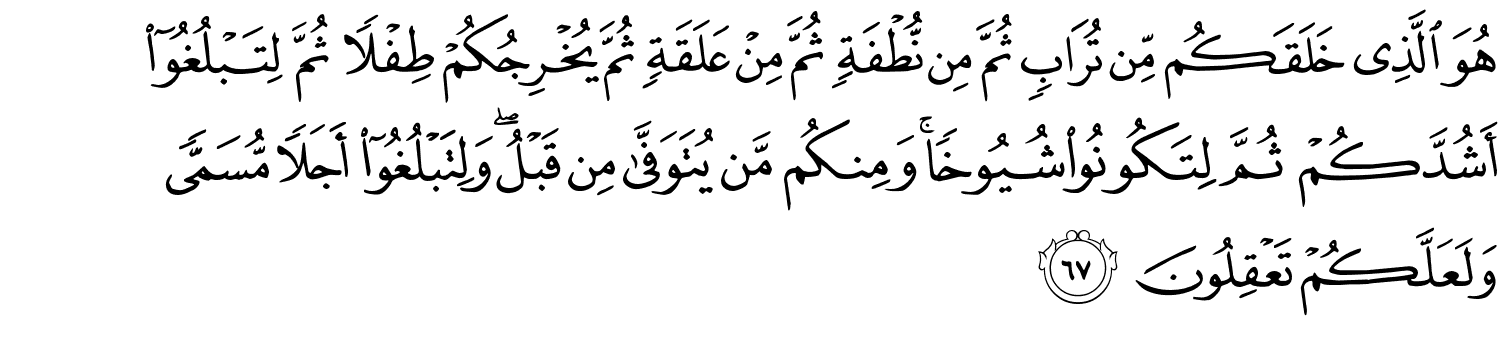 هُوَ ٱلَّذِى خَلَقَكُم مِّن تُرَابٍ ثُمَّ مِن نُّطْفَةٍ ثُمَّ مِنْ عَلَقَةٍ ثُمَّ يُخْرِجُكُمْ طِفْلًا ثُمَّ لِتَبْلُغُوٓا۟
أَشُدَّكُمْ ثُمَّ لِتَكُونُوا۟ شُيُوخًا ۚ وَمِنكُم مَّن يُتَوَفَّىٰ مِن قَبْلُ ۖ وَلِتَبْلُغُوٓا۟ أَجَلًا مُّسَمًّى
وَلَعَلَّكُمْ تَعْقِلُونَ ٦٧